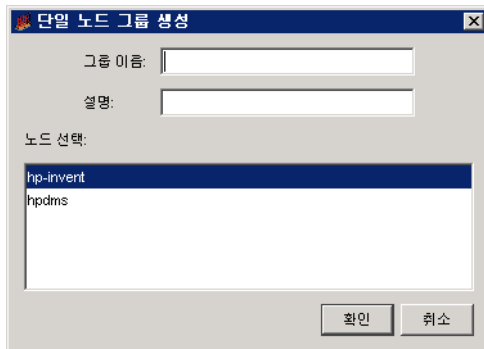 단일 노드 그룹 생성
그룹 이름:
설명:
노드 선택:
hp-invent
hpdms
확인 취소